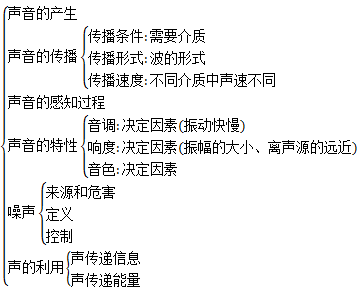 声音的产生
声音的传播
传播条件:需要介质
传播形式:波的形式
传播速度:不同介质中声速不同
声音的感知过程
声音的特性
音调:决定因素(振动快慢)
响度:决定因素(振幅的大小、离声源的远近)
音色:决定因素
噪声
来源和危害
定义
控制
声的利用
声传递信息
声传递能量